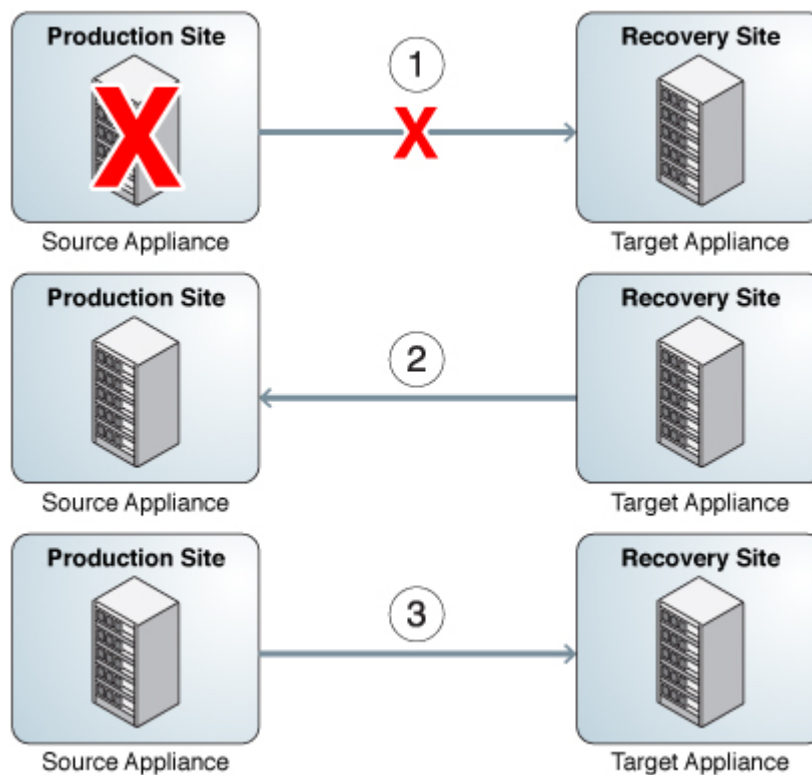 Production Site
1
Recovery Site
X
X
Source Appliance
Target Appliance
Production Site
2
Recovery Site
Source Appliance
Target Appliance
Production Site
3
Recovery Site
Source Appliance
Target Appliance